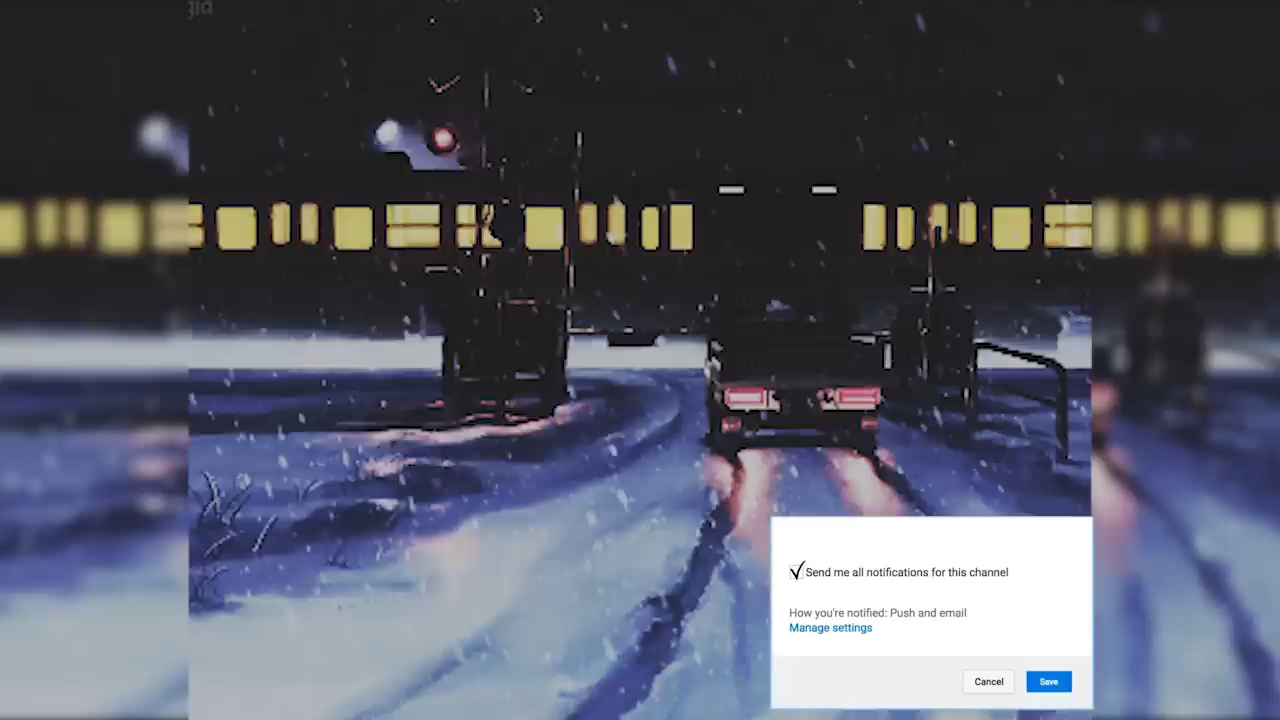 Send me all notifications for this channel
How you're notified: Push and email
Manage settings
Cancel
Save